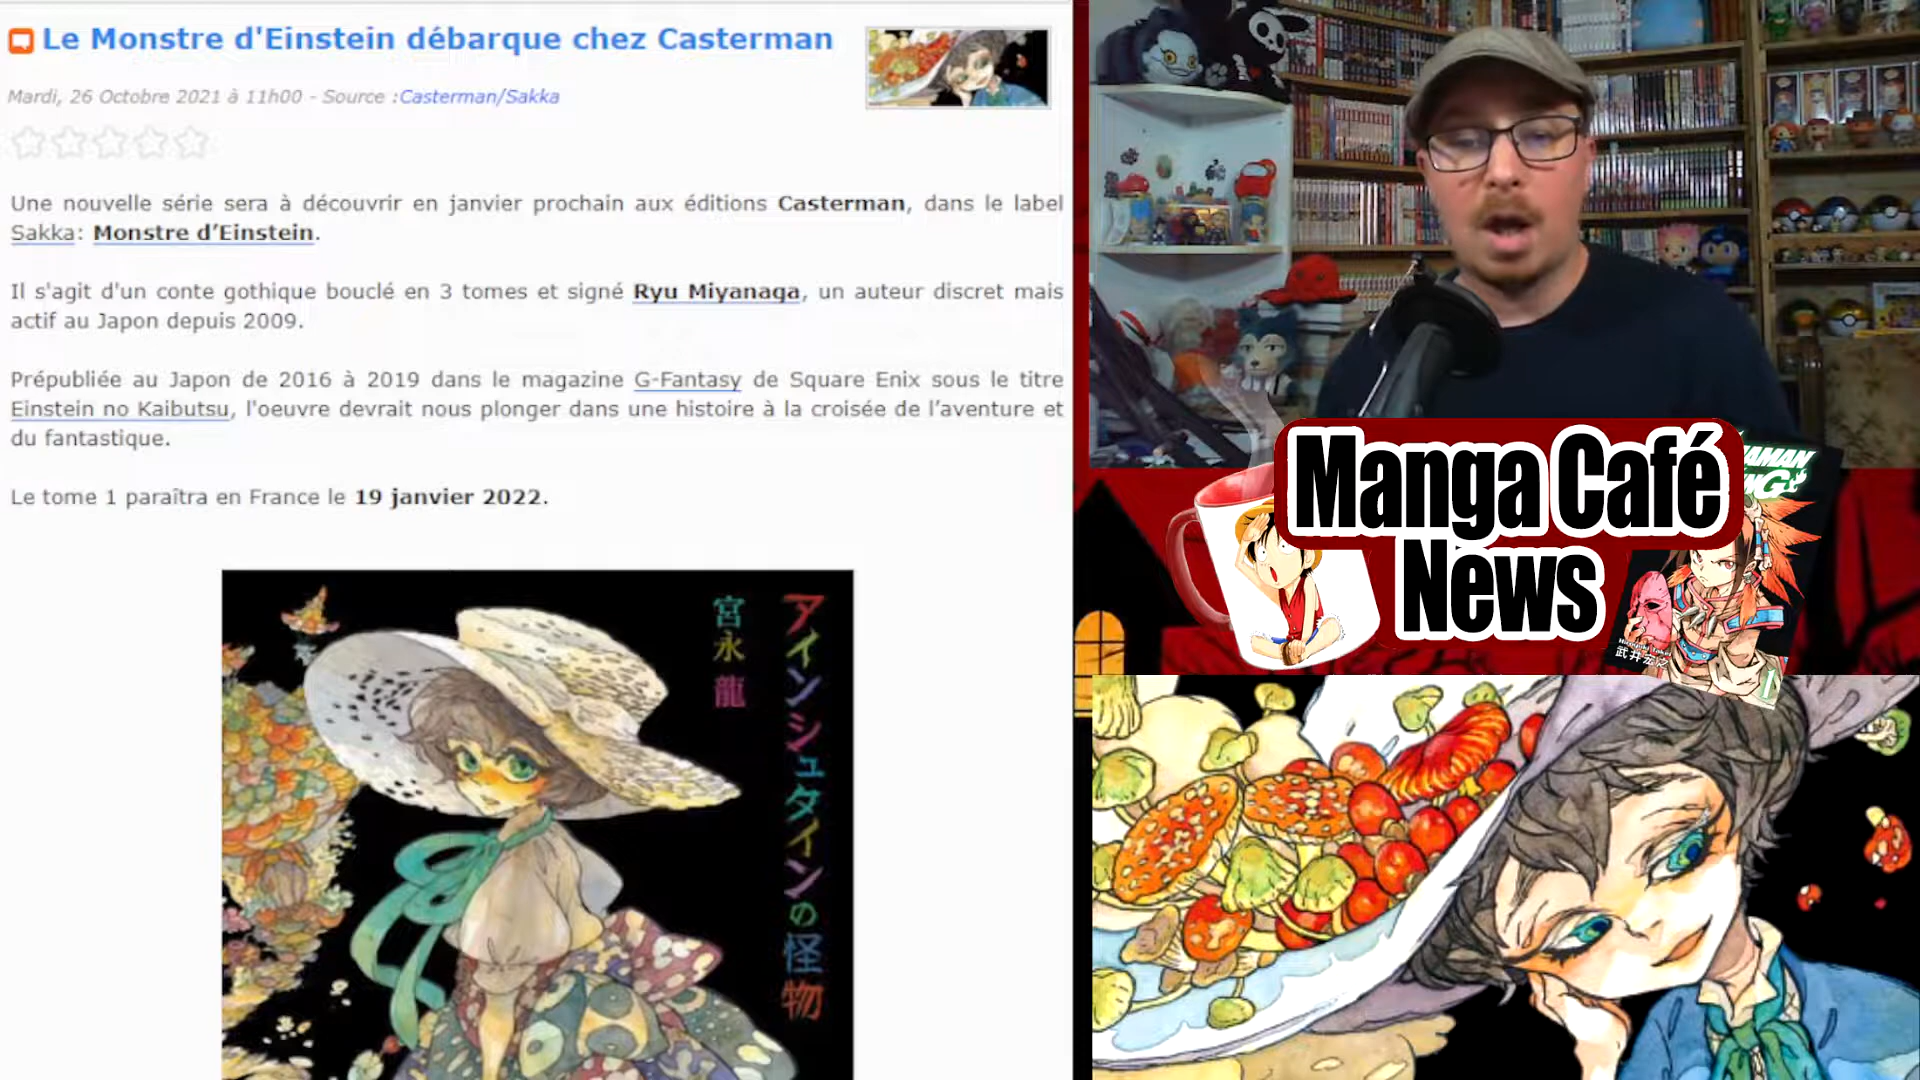 Le Monstre d'Einstein débarque chez Casterman
Mardi, 26 Octobre 2021 à 11h00 - Source :Casterman/Sakka
Une nouvelle série sera à découvrir en janvier prochain aux éditions Casterman, dans le label
Sakka: Monstre d’Einstein.
Il s'agit d'un conte gothique bouclé en 3 tomes et signé Ryu Miyanaga, un auteur discret mais
actif au Japon depuis 2009.
Prépubliée au Japon de 2016 à 2019 dans le magazine G-Fantasy de Square Enix sous le titre
Einstein no Kaibutsu, l'oeuvre devrait nous plonger dans une histoire à la croisée de l’aventure et
du fantastique.
Le tome 1 paraîtra en France le 19 janvier 2022.
アインシュタインの怪物
宮永龍
Manga Café
News
武井宏之
1